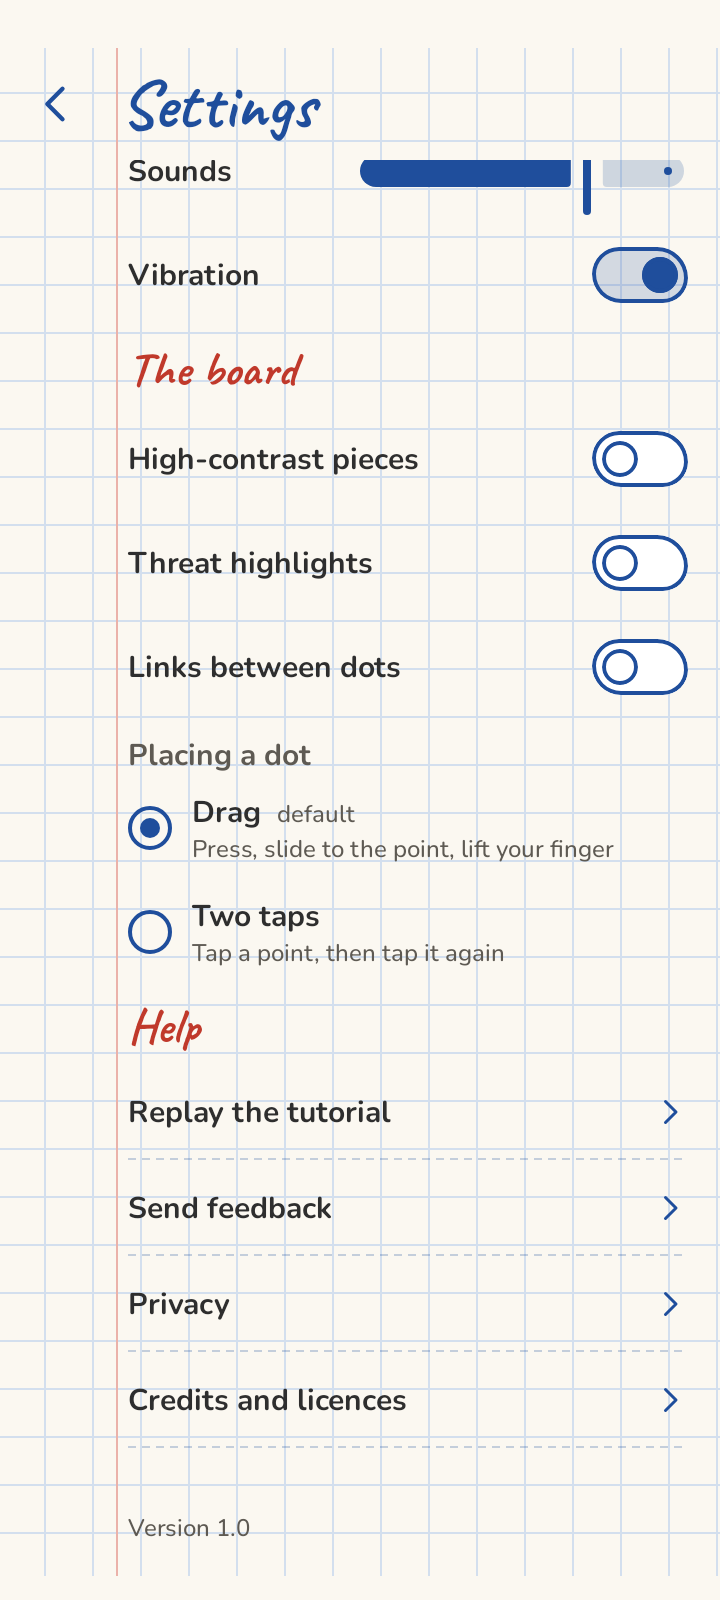 Settings
Sounds
Vibration
The board
High-contrast pieces
Threat highlights
Links between dots
Placing a dot
Drag default
Press, slide to the point, lift your finger
Two taps
Tap a point, then tap it again
Help
Replay the tutorial
Send feedback
Privacy
Credits and licences
Version 1.0